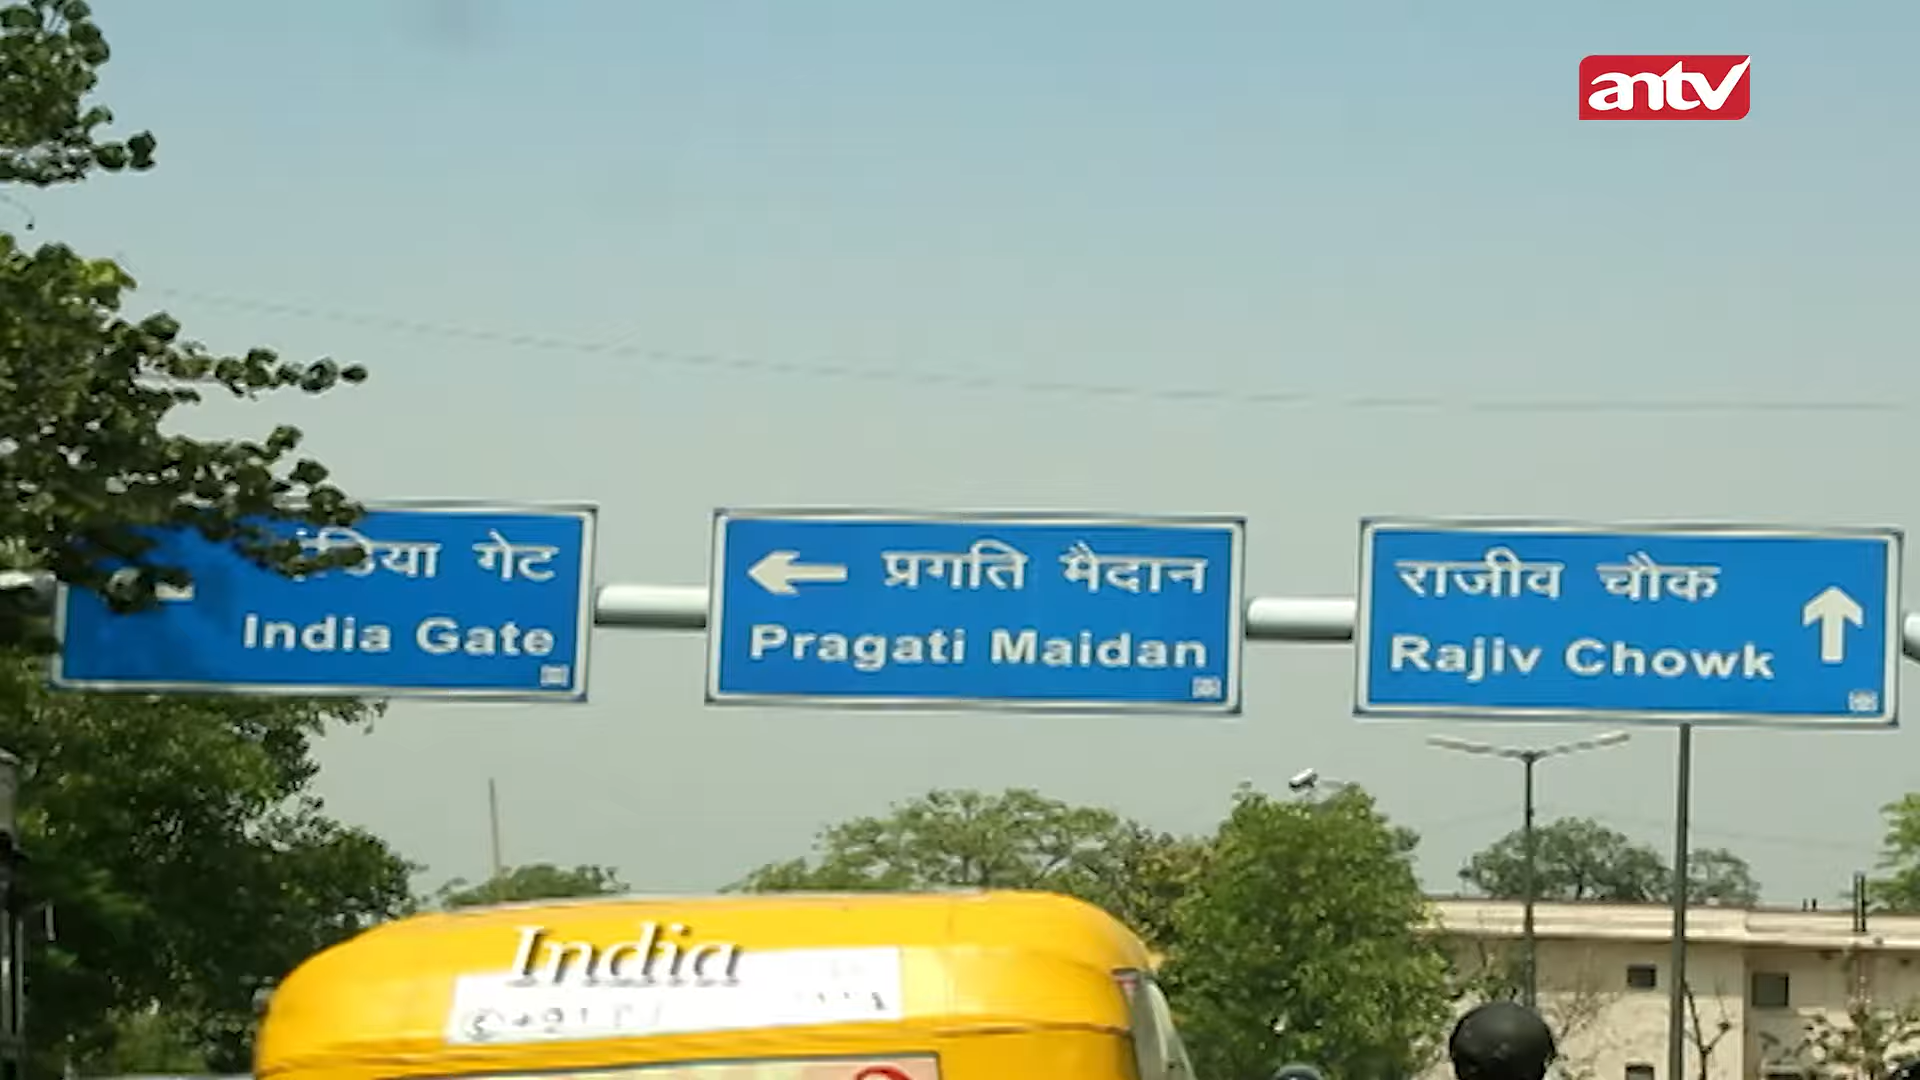 antv
इंडिया गेट
India Gate
प्रगति मैदान
Pragati Maidan
राजीव चौक
Rajiv Chowk
India